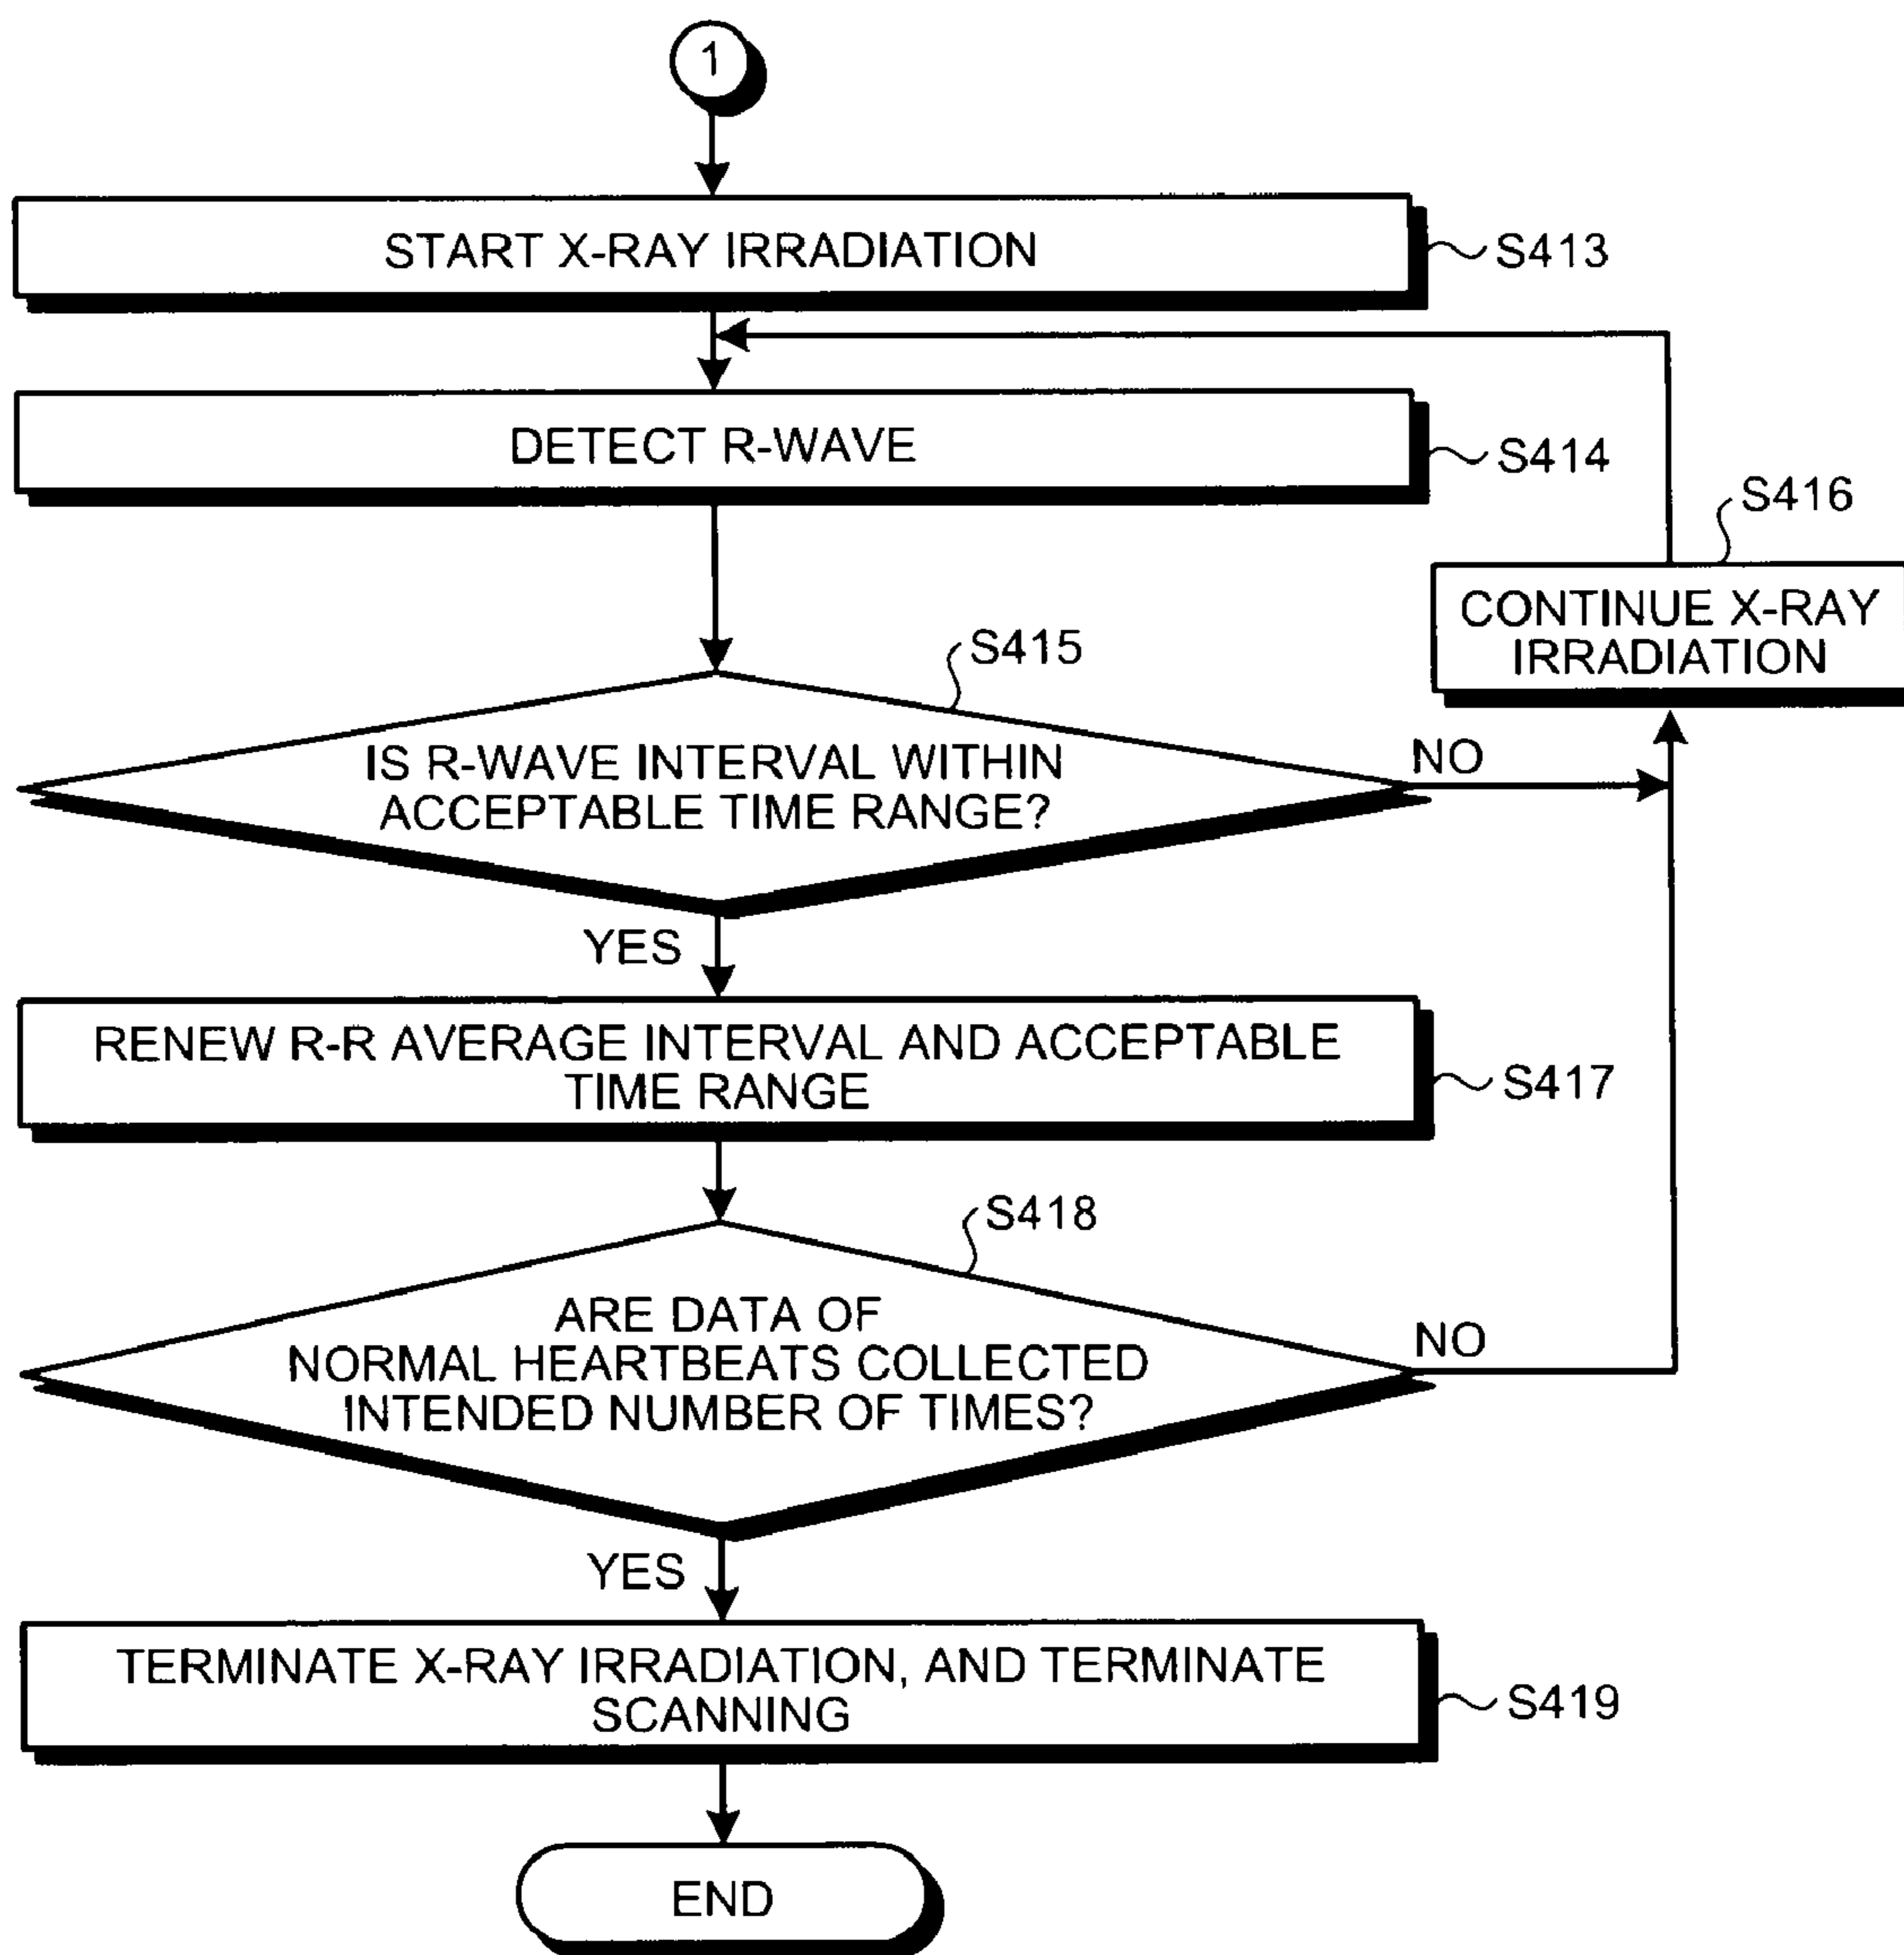 1
START X-RAY IRRADIATION
S413
DETECT R-WAVE
S414
S416
CONTINUE X-RAY
IRRADIATION
S415
IS R-WAVE INTERVAL WITHIN
ACCEPTABLE TIME RANGE?
NO
YES
RENEW R-R AVERAGE INTERVAL AND ACCEPTABLE
TIME RANGE
S417
S418
ARE DATA OF
NORMAL HEARTBEATS COLLECTED
INTENDED NUMBER OF TIMES?
NO
YES
TERMINATE X-RAY IRRADIATION, AND TERMINATE
SCANNING
S419
END